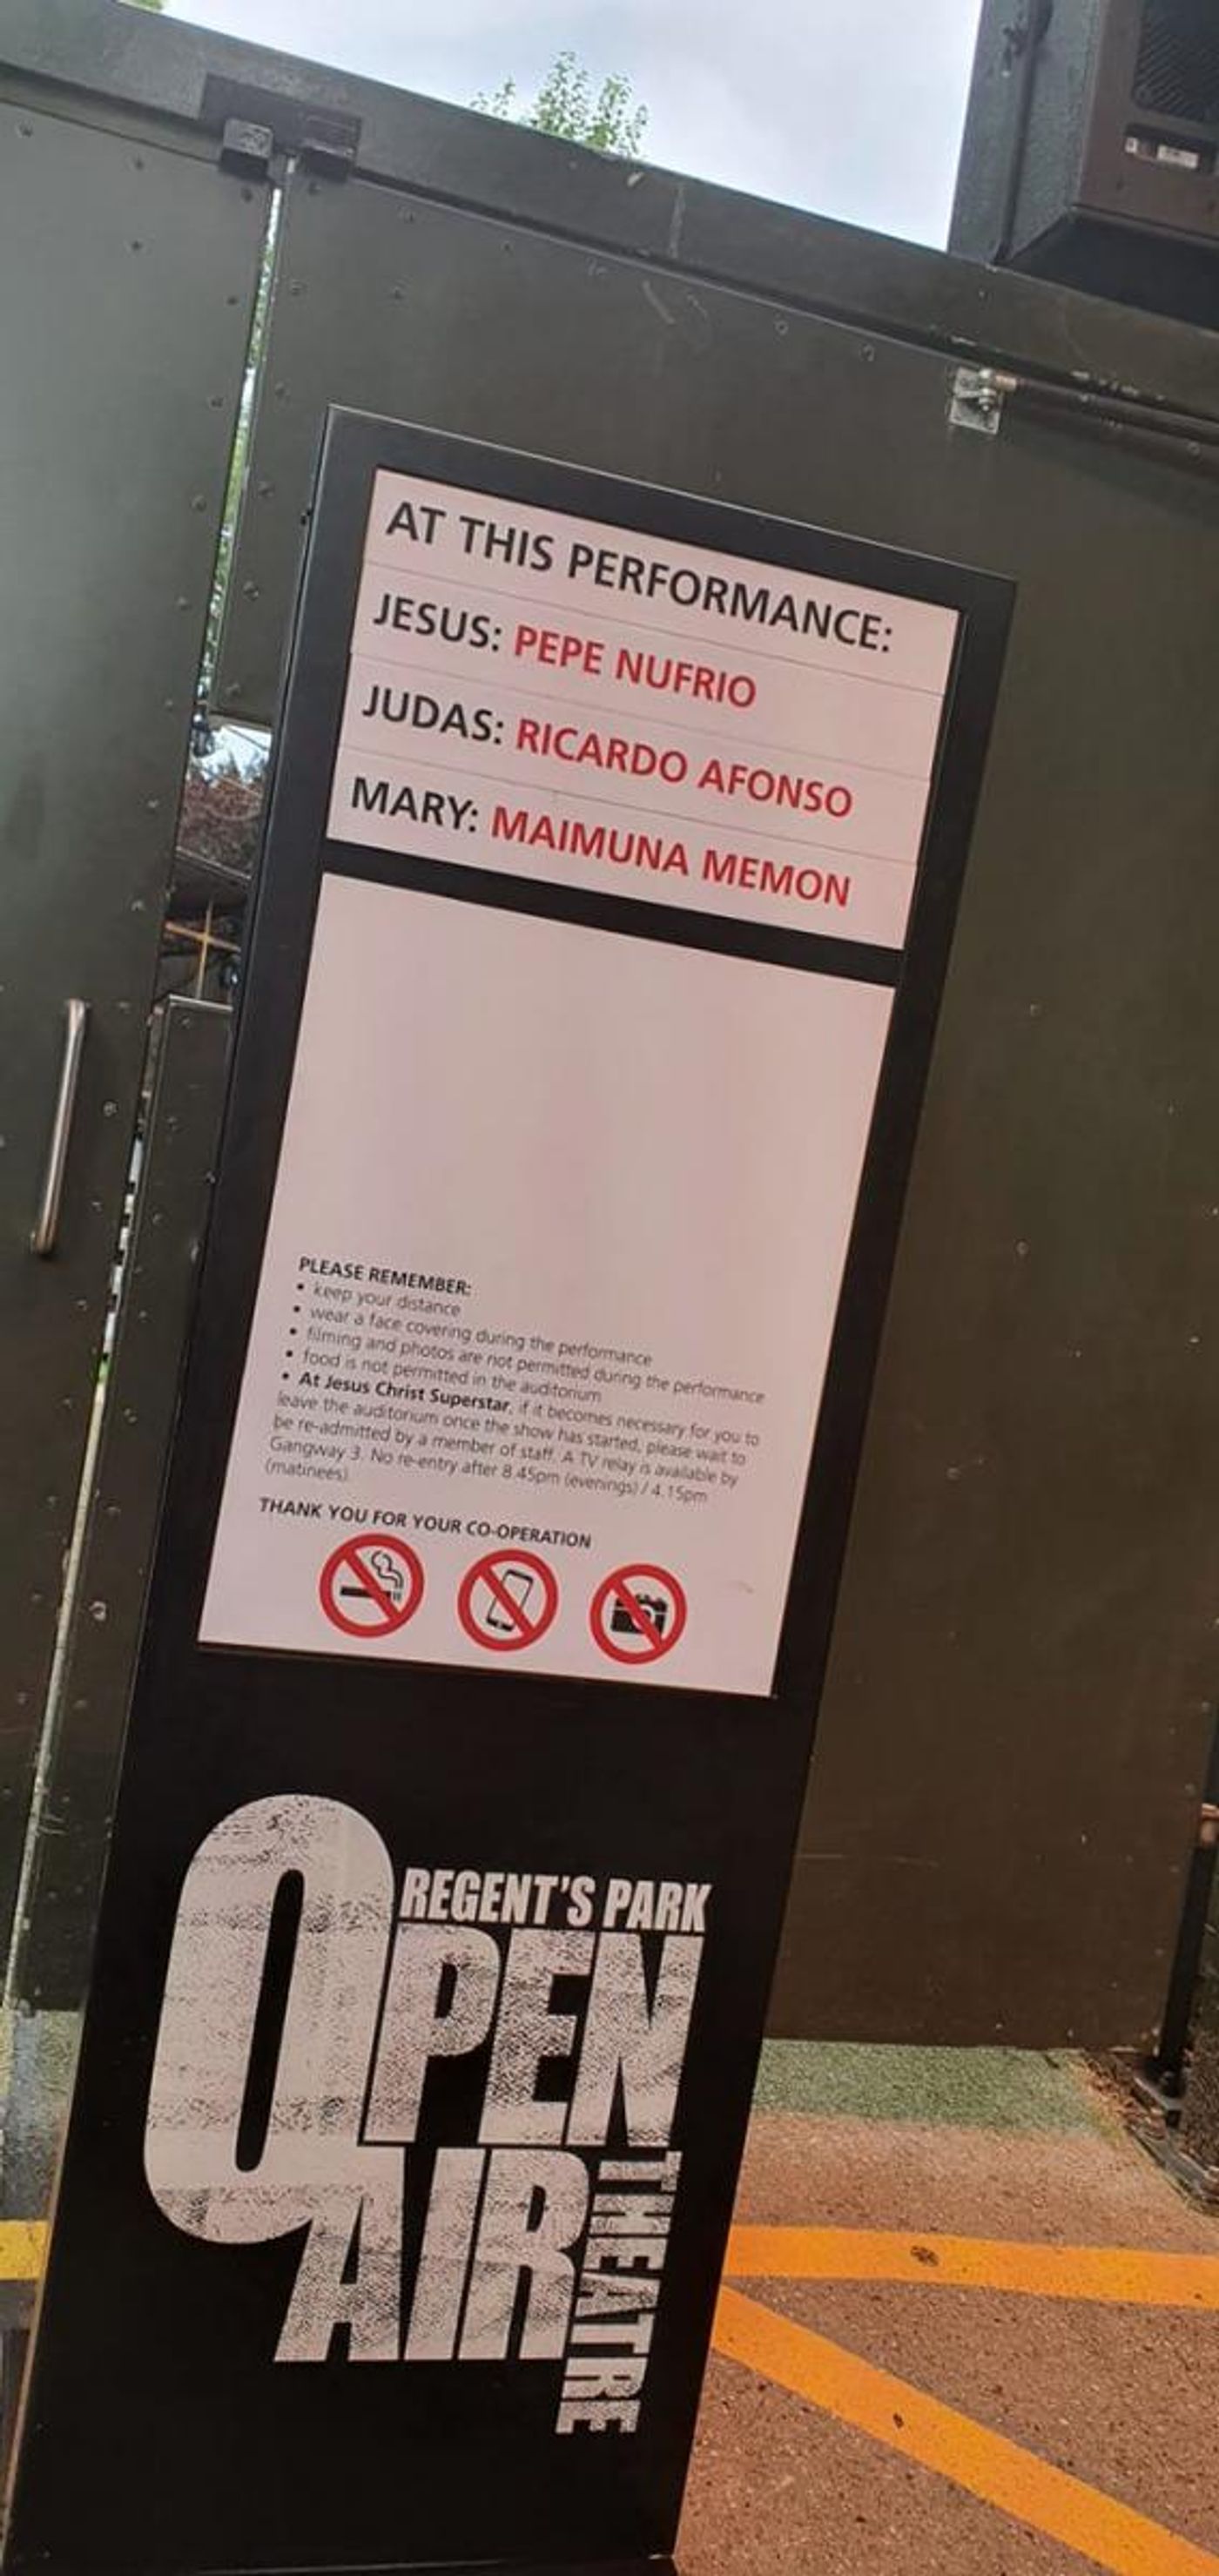 AT THIS PERFORMANCE:
JESUS: PEPE NUFRIO
JUDAS: RICARDO AFONSO
MARY: MAIMUNA MEMON
PLEASE REMEMBER:
• keep your distance
• wear a face covering during the performance
• filming and photos are not permitted during the performance
• food is not permitted in the auditorium
• At Jesus Christ Superstar, if it becomes necessary for you to
leave the auditorium once the show has started, please wait to
be re-admitted by a member of staff. A TV relay is available by
Gangway 3. No re-entry after 8.45pm (evenings) / 4.15pm
(matinees).
THANK YOU FOR YOUR CO-OPERATION
REGENT'S PARK
OPEN
AIR
THEATRE